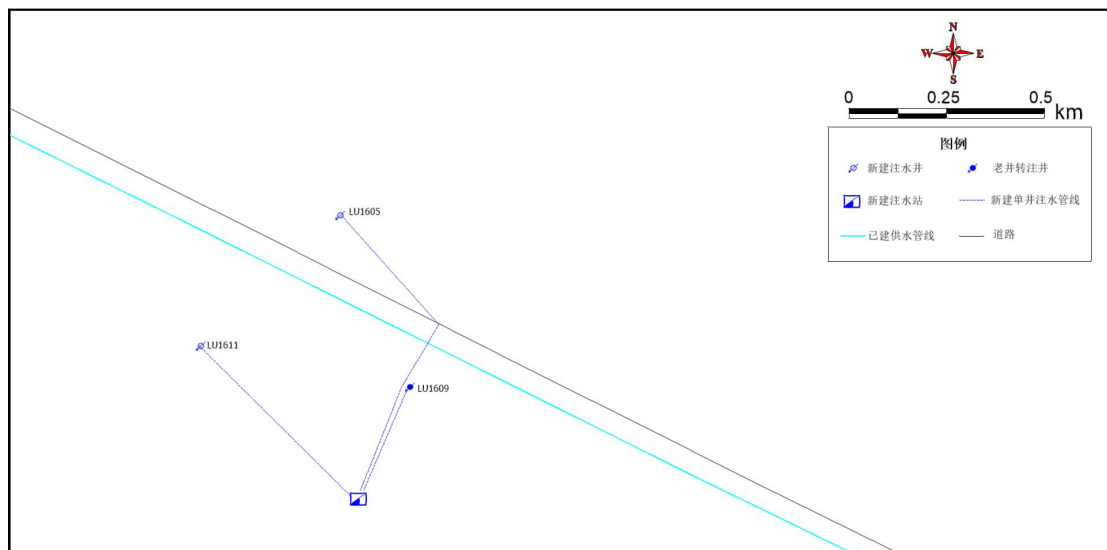 N
W E
S
0 0.25 0.5
km
图例
新建注水井 老井转注井
新建注水站 新建单井注水管线
已建供水管线 道路
LU1605
LU1611
LU1609